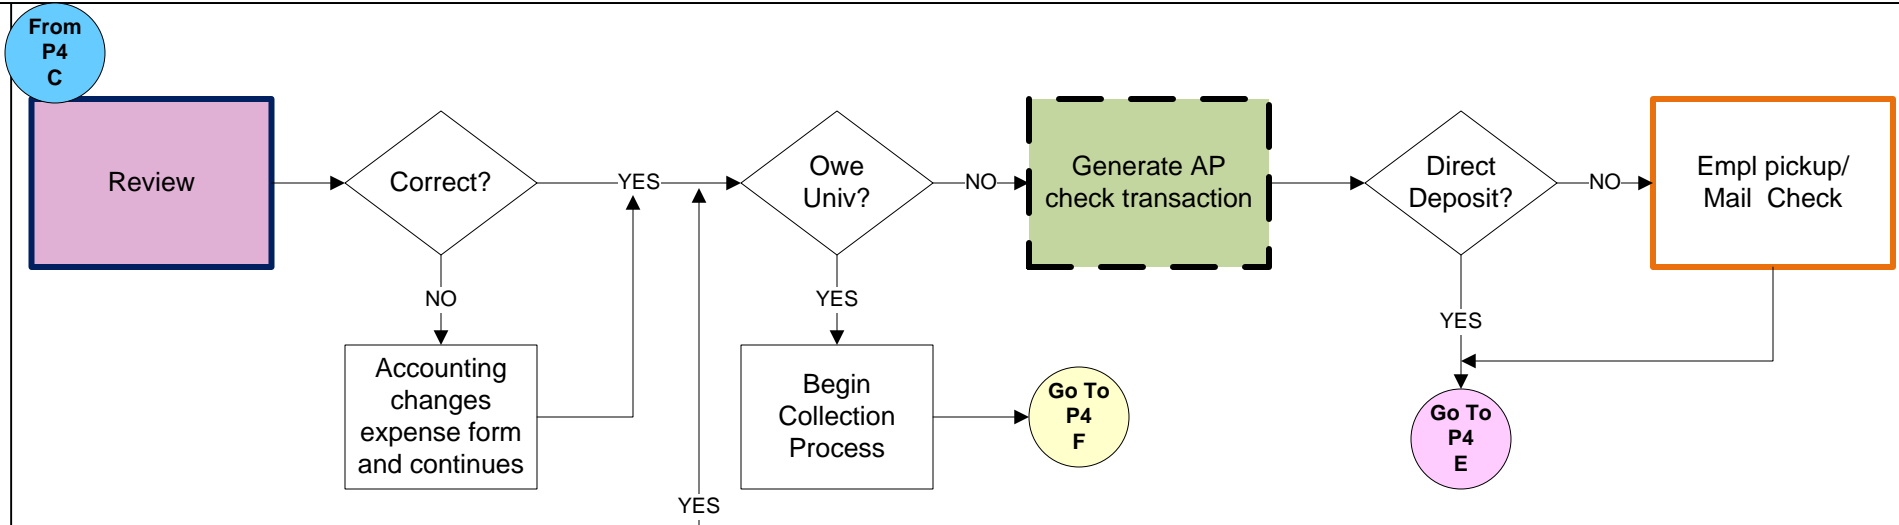 From
P4
C
Review
Correct?
YES
NO
Accounting
changes
expense form
and continues
Owe
Univ?
NO
YES
Begin
Collection
Process
Go To
P4
F
YES
Generate AP
check transaction
Direct
Deposit?
NO
YES
Empl pickup/
Mail  Check
Go To
P4
E